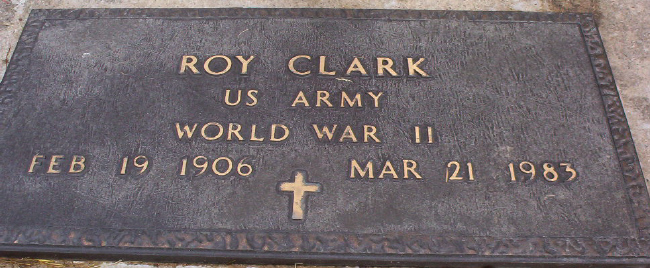 ROY CLARK
US ARMY
WORLD WAR II
FEB 19 1906 MAR 21 1983